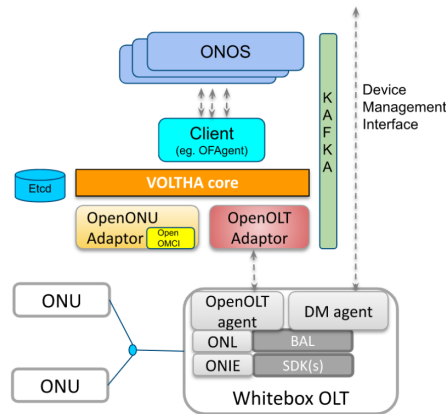 ONOS
KAFKA
Device
Management
Interface
Client
(eg. OFAgent)
Etcd
VOLTHA core
OpenONU
Adaptor
Open
OMCI
OpenOLT
Adaptor
ONU
ONU
OpenOLT
agent
DM agent
ONL
BAL
ONIE
SDK(s)
Whitebox OLT